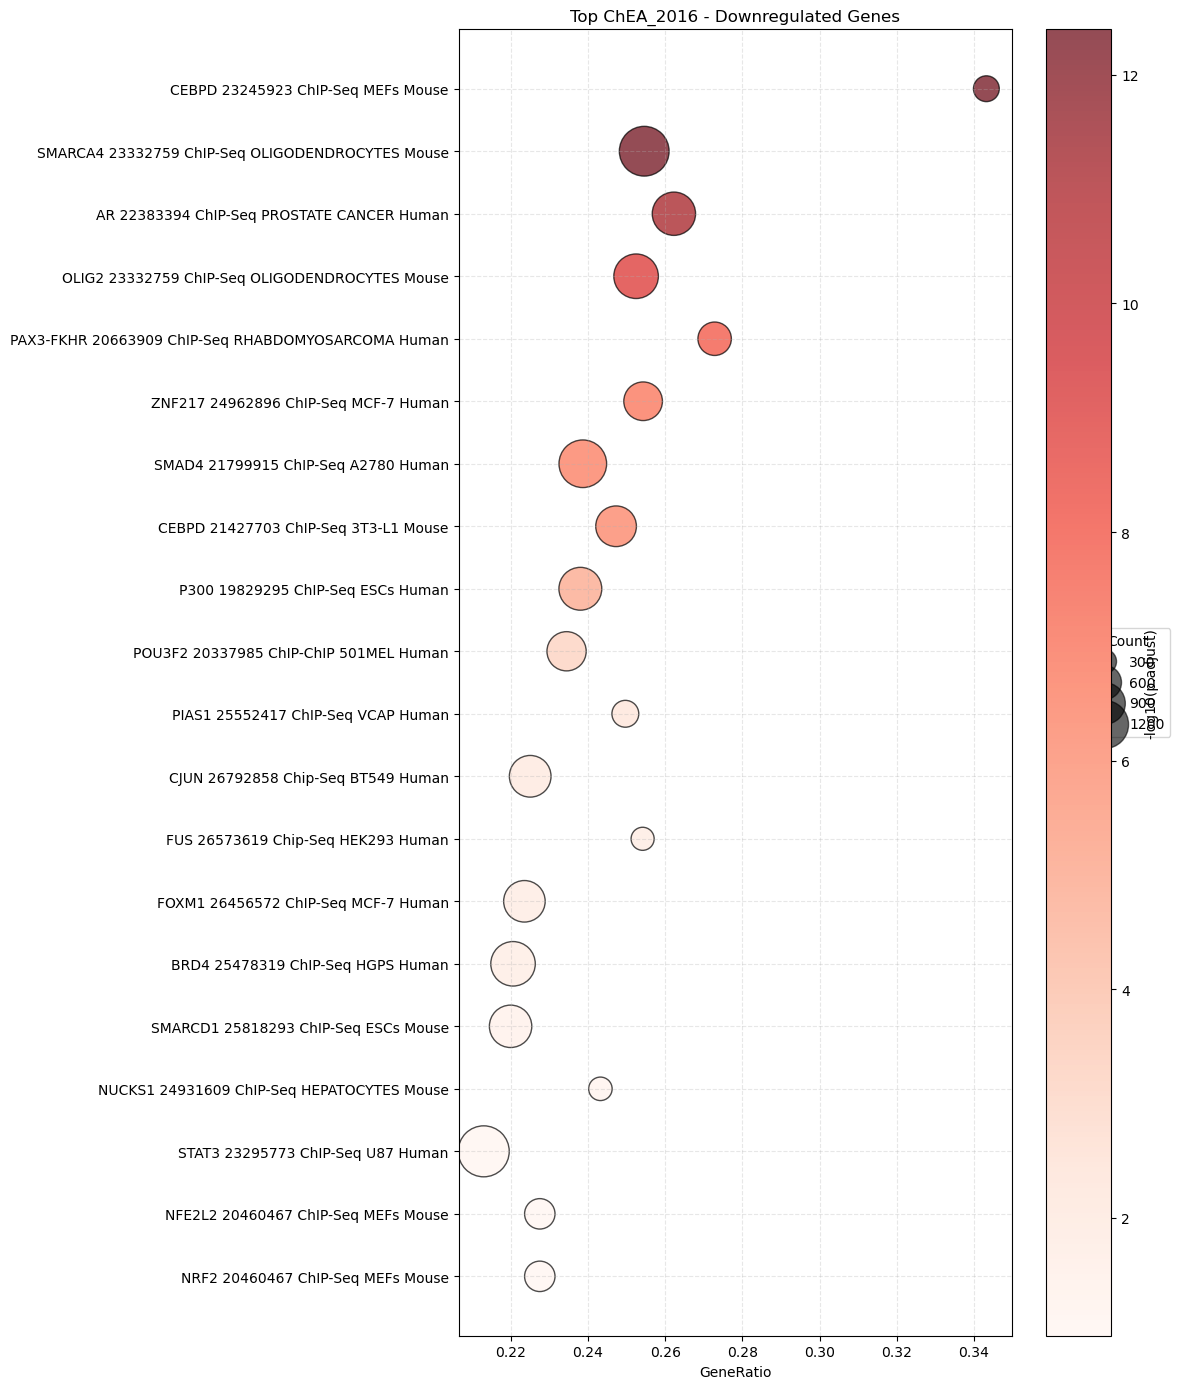 Top ChEA_2016 - Downregulated Genes
CEBPD 23245923 ChIP-Seq MEFs Mouse
SMARCA4 23332759 ChIP-Seq OLIGODENDROCYTES Mouse
AR 22383394 ChIP-Seq PROSTATE CANCER Human
OLIG2 23332759 ChIP-Seq OLIGODENDROCYTES Mouse
PAX3-FKHR 20663909 ChIP-Seq RHABDOMYOSARCOMA Human
ZNF217 24962896 ChIP-Seq MCF-7 Human
SMAD4 21799915 ChIP-Seq A2780 Human
CEBPD 21427703 ChIP-Seq 3T3-L1 Mouse
P300 19829295 ChIP-Seq ESCs Human
POU3F2 20337985 ChIP-ChIP 501MEL Human
PIAS1 25552417 ChIP-Seq VCAP Human
CJUN 26792858 Chip-Seq BT549 Human
FUS 26573619 Chip-Seq HEK293 Human
FOXM1 26456572 ChIP-Seq MCF-7 Human
BRD4 25478319 ChIP-Seq HGPS Human
SMARCD1 25818293 ChIP-Seq ESCs Mouse
NUCKS1 24931609 ChIP-Seq HEPATOCYTES Mouse
STAT3 23295773 ChIP-Seq U87 Human
NFE2L2 20460467 ChIP-Seq MEFs Mouse
NRF2 20460467 ChIP-Seq MEFs Mouse
0.22 0.24 0.26 0.28 0.30 0.32 0.34
GeneRatio
12
10
8
6
4
2
-log10(p.adjust)
Count
300
600
900
1200